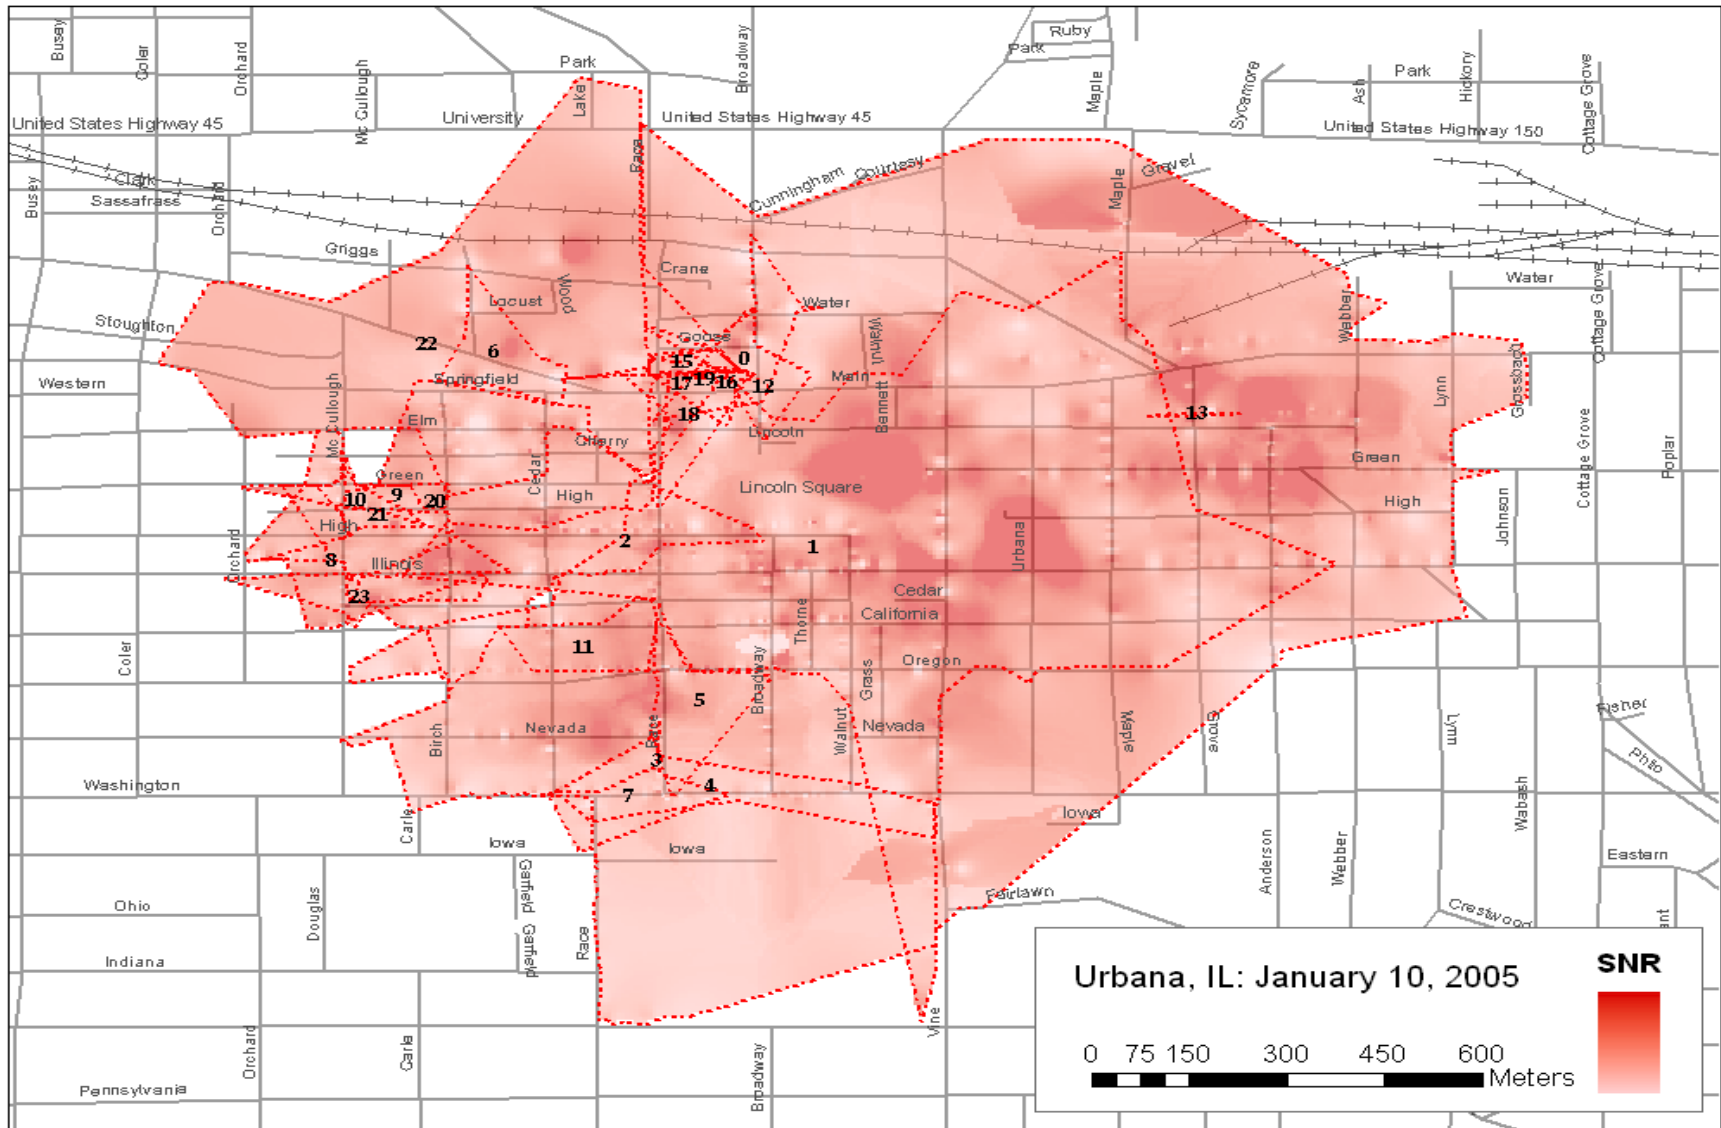 Busey
Coler
Orchard
Mc Cullough
Park
Lake
Broadway
Ruby
Park
Maple
Sycamore
Park
Ash
Hickory
Cottage Grove
United States Highway 45
University
United States Highway 45
United States Highway 150
Race
Cunningham
Courtesy
Gravel
Maple
Busey
Clark
Sassafrass
Orchard
Griggs
Crane
Wood
Locust
Water
Water
Cottage Grove
Webber
Stoughton
Goose
Walnut
22
6
15
0
Western
Springfield
17
19
16
12
Main
Mc Cullough
Bennett
Lynn
Grossbach
18
13
Elm
Cherry
Lincoln
Cottage Grove
Poplar
Green
Cedar
Green
10
9
20
High
Lincoln Square
High
21
High
Johnson
Orchard
8
Illinois
2
1
Urbana
23
Cedar
California
Thorne
11
Coler
Oregon
Broadway
Grass
5
Birch
Nevada
Race
Walnut
Nevada
Maple
Grove
Lynn
Fisher
Philo
3
Washington
7
4
Carle
Iowa
Iowa
Iowa
Wabash
Anderson
Webber
Eastern
Garfield
Garfield
Douglas
Ohio
Race
Fairlawn
Crestwood
ant
Indiana
Vine
Orchard
Carle
Broadway
Pennsylvania
Urbana, IL: January 10, 2005
SNR
0 75 150 300 450 600
Meters